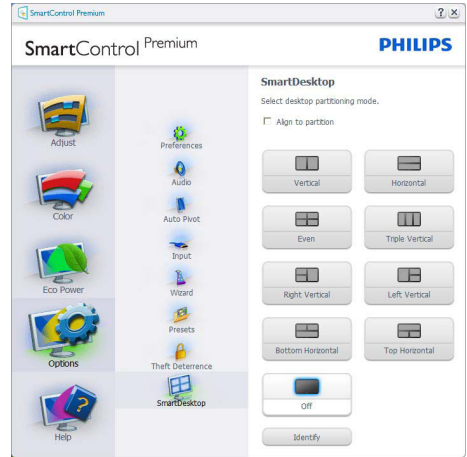 SmartControl Premium
SmartControl Premium
PHILIPS
Adjust
Color
Eco Power
Options
Help
Preferences
Audio
Auto Pivot
Input
Wizard
Presets
Theft Deterrence
SmartDesktop
SmartDesktop
Select desktop partitioning mode.
Align to partition
Vertical
Horizontal
Even
Triple Vertical
Right Vertical
Left Vertical
Bottom Horizontal
Top Horizontal
Off
Identify